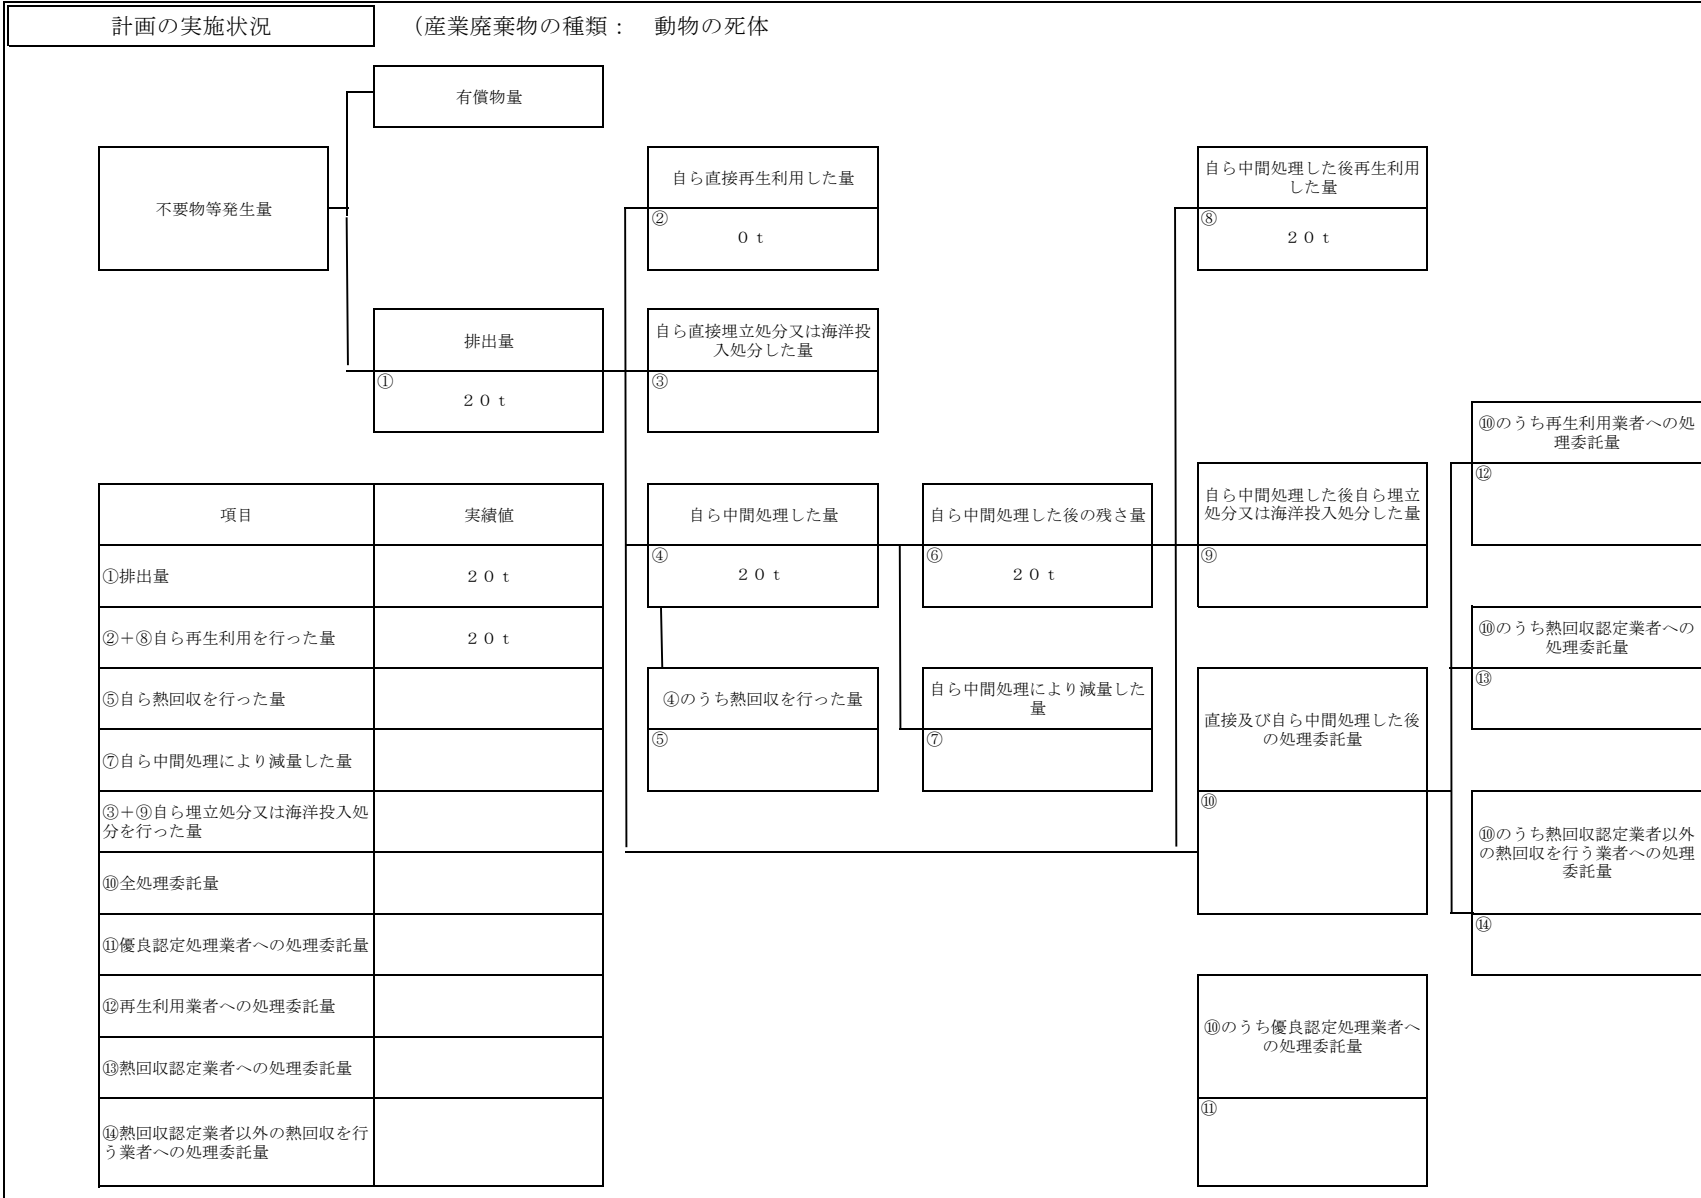 計画の実施状況
（産業廃棄物の種類：　動物の死体
有償物量
不要物等発生量
自ら直接再生利用した量
②
０ｔ
自ら中間処理した後再生利用
した量
⑧
２０ｔ
排出量
①
２０ｔ
自ら直接埋立処分又は海洋投
入処分した量
③
⑩のうち再生利用業者への処
理委託量
⑫
項目
実績値
①排出量
２０ｔ
②＋⑧自ら再生利用を行った量
２０ｔ
⑤自ら熱回収を行った量
⑦自ら中間処理により減量した量
③＋⑨自ら埋立処分又は海洋投入処
分を行った量
⑩全処理委託量
⑪優良認定処理業者への処理委託量
⑫再生利用業者への処理委託量
⑬熱回収認定業者への処理委託量
⑭熱回収認定業者以外の熱回収を行
う業者への処理委託量
自ら中間処理した量
④
２０ｔ
自ら中間処理した後の残さ量
⑥
２０ｔ
自ら中間処理した後自ら埋立
処分又は海洋投入処分した量
⑨
⑩のうち熱回収認定業者への
処理委託量
⑬
④のうち熱回収を行った量
⑤
自ら中間処理により減量した
量
⑦
直接及び自ら中間処理した後
の処理委託量
⑩
⑩のうち熱回収認定業者以外
の熱回収を行う業者への処理
委託量
⑭
⑩のうち優良認定処理業者へ
の処理委託量
⑪